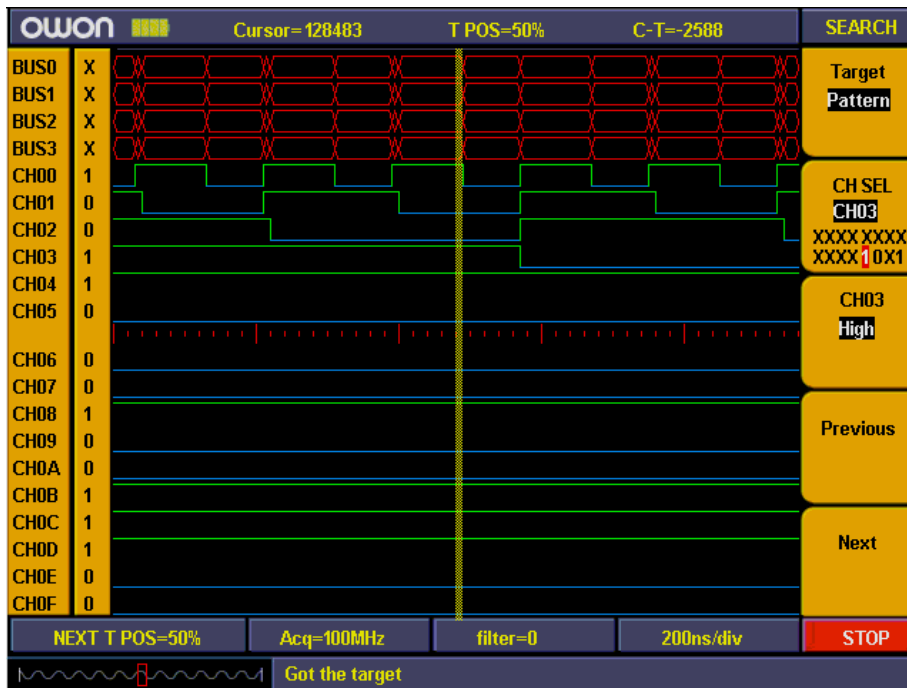 owon Cursor=128483 T POS=50% C-T=-2588 SEARCH
BUS0 X
BUS1 X
BUS2 X
BUS3 X
CH00 1
CH01 0
CH02 0
CH03 1
CH04 1
CH05 0
CH06 0
CH07 0
CH08 1
CH09 0
CH0A 0
CH0B 1
CH0C 1
CH0D 1
CH0E 0
CH0F 0
Target
Pattern
CH SEL
CH03
XXXX XXXX
XXXX 1 0X1
CH03
High
Previous
Next
NEXT T POS=50% Acq=100MHz filter=0 200ns/div STOP
Got the target